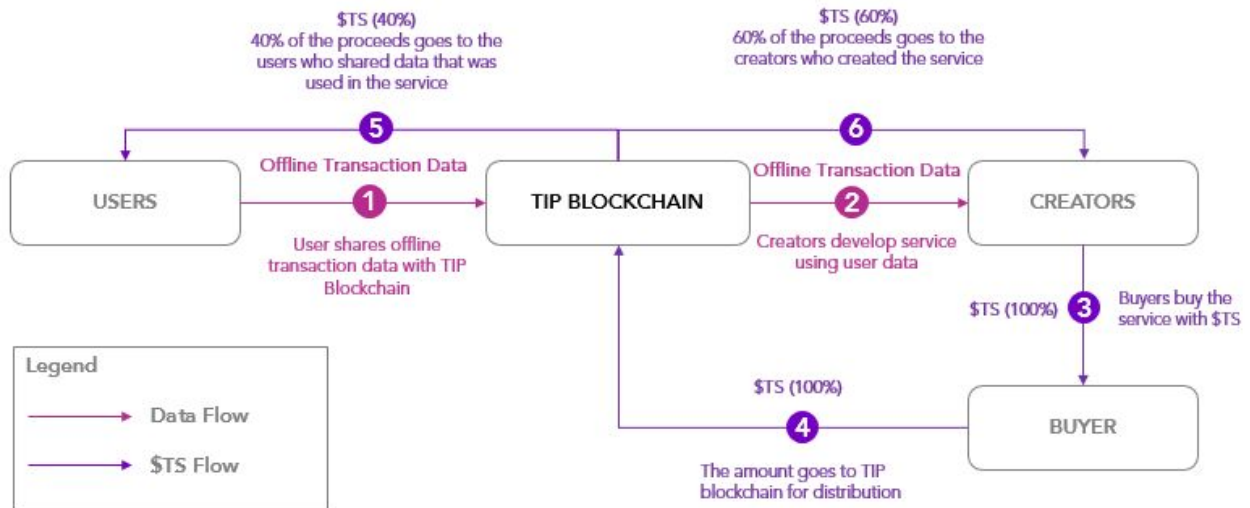 $TS (40%)
40% of the proceeds goes to the
users who shared data that was
used in the service
$TS (60%)
60% of the proceeds goes to the
creators who created the service
5
6
Offline Transaction Data
Offline Transaction Data
USERS
1
TIP BLOCKCHAIN
2
CREATORS
User shares offline
transaction data with TIP
Blockchain
Creators develop service
using user data
$TS (100%)
3
Buyers buy the
service with $TS
Legend
Data Flow
$TS Flow
$TS (100%)
4
BUYER
The amount goes to TIP
blockchain for distribution